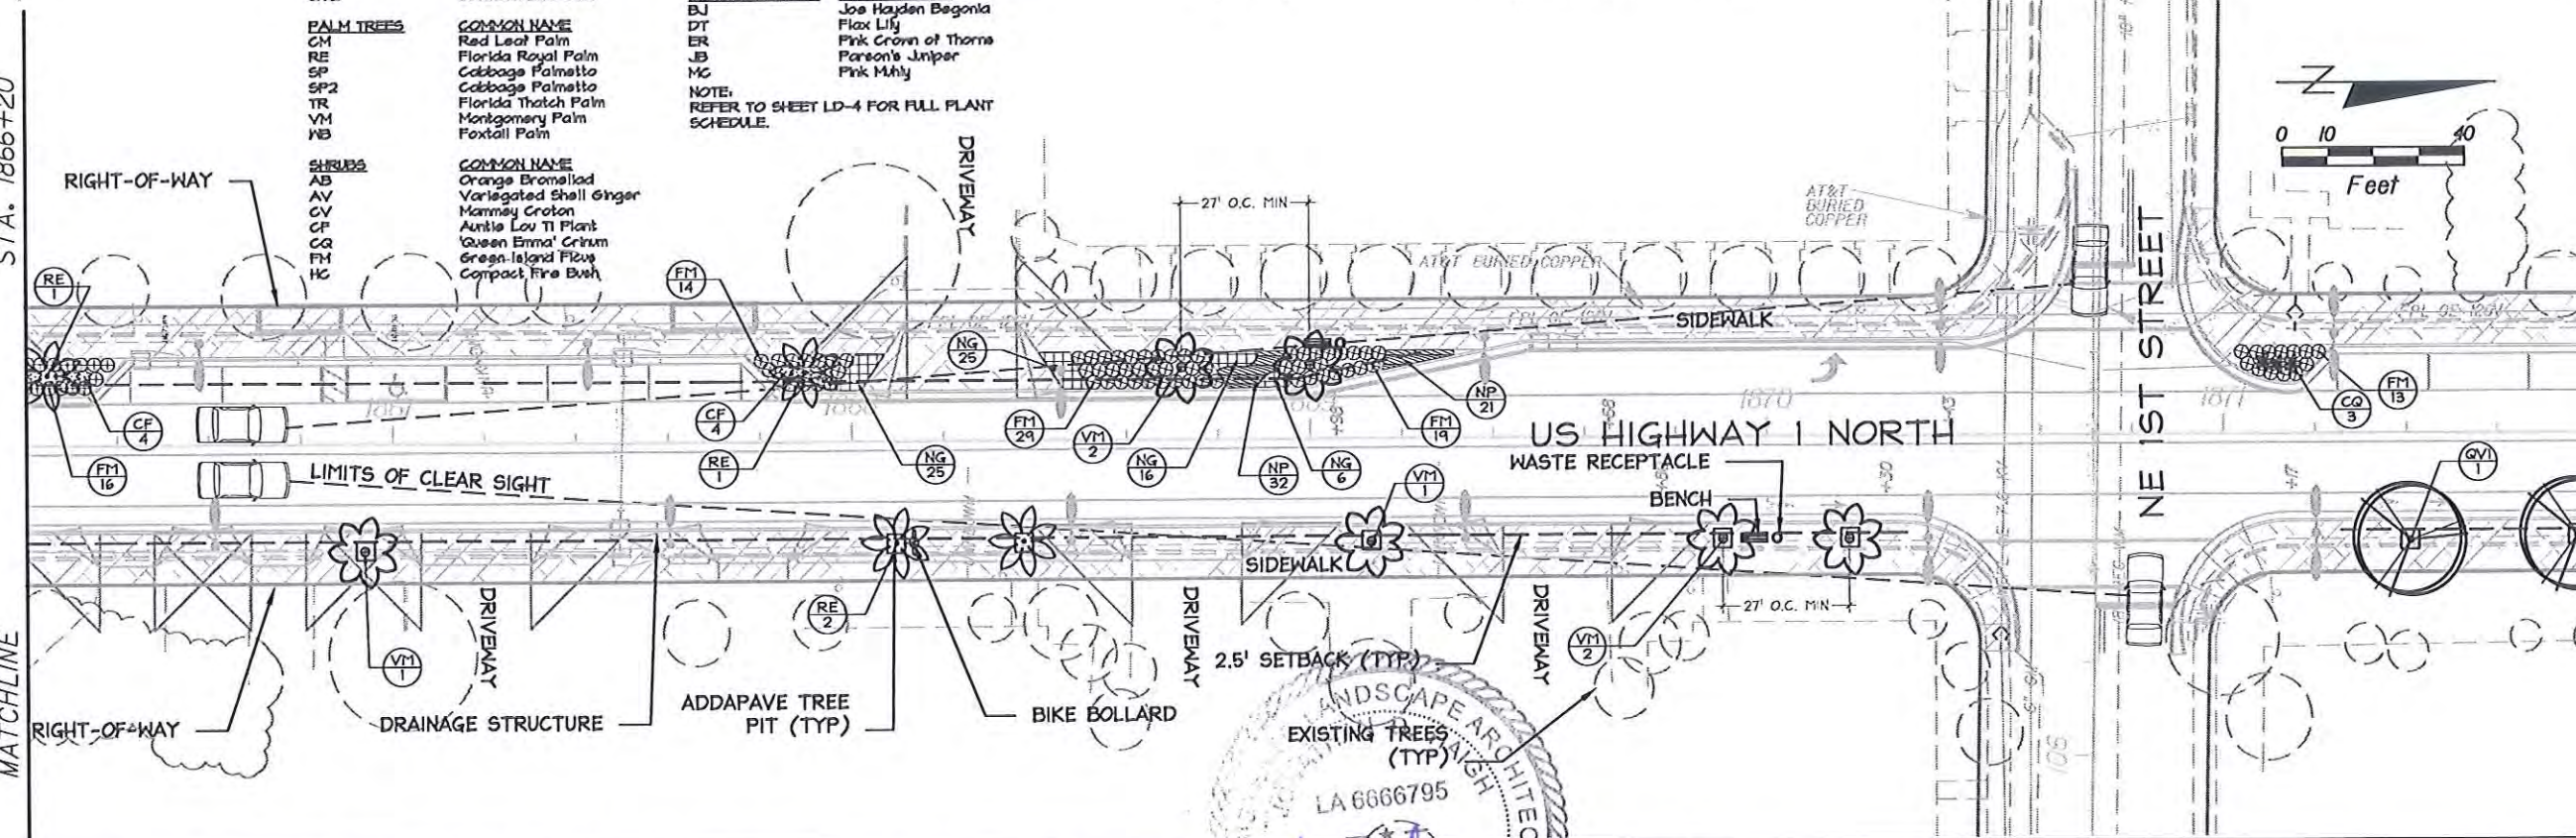 STA. 1866+20
MATCHLINE
PALM TREES COMMON NAME
CM Red Leaf Palm
RE Florida Royal Palm
SP Cabbage Palmetto
SP2 Cabbage Palmetto
TR Florida Thatch Palm
VM Montgomery Palm
WB Foxtail Palm
SHRUBS COMMON NAME
AB Orange Bromeliad
AV Variegated Shell Ginger
CV Mammey Croton
CF Auntie Lou Ti Plant
CQ 'Queen Emma' Crinum
FM Green Island Ficus
HC Compact Fire Bush
BJ Joe Hayden Begonia
DT Flax Lily
ER Pink Crown of Thorns
JB Parson's Juniper
MC Pink Muhly
NOTE:
REFER TO SHEET LD-4 FOR FULL PLANT
SCHEDULE.
RIGHT-OF-WAY
DRIVEWAY
27' O.C. MIN
AT&T
BURIED
COPPER
0 10 40
Feet
NE 1ST STREET
AT&T BURIED COPPER
SIDEWALK
FPL OE 120V
RE
1
FM
14
NG
25
CF
4
FM
16
CF
4
RE
1
NG
25
FM
29
VM
2
NG
16
NP
32
NG
6
FM
19
NP
21
CQ
3
FM
13
1870
1871
US HIGHWAY 1 NORTH
WASTE RECEPTACLE
BENCH
LIMITS OF CLEAR SIGHT
VM
1
QVI
1
+30
+17
SIDEWALK
27' O.C. MIN
RE
2
VM
1
VM
2
DRIVEWAY
DRIVEWAY
DRIVEWAY
2.5' SETBACK (TYP)
RIGHT-OF-WAY
DRAINAGE STRUCTURE
ADDAPAVE TREE
PIT (TYP)
BIKE BOLLARD
EXISTING TREES
(TYP)
106
LANDSCAPE ARCHITEC
LA 6666795